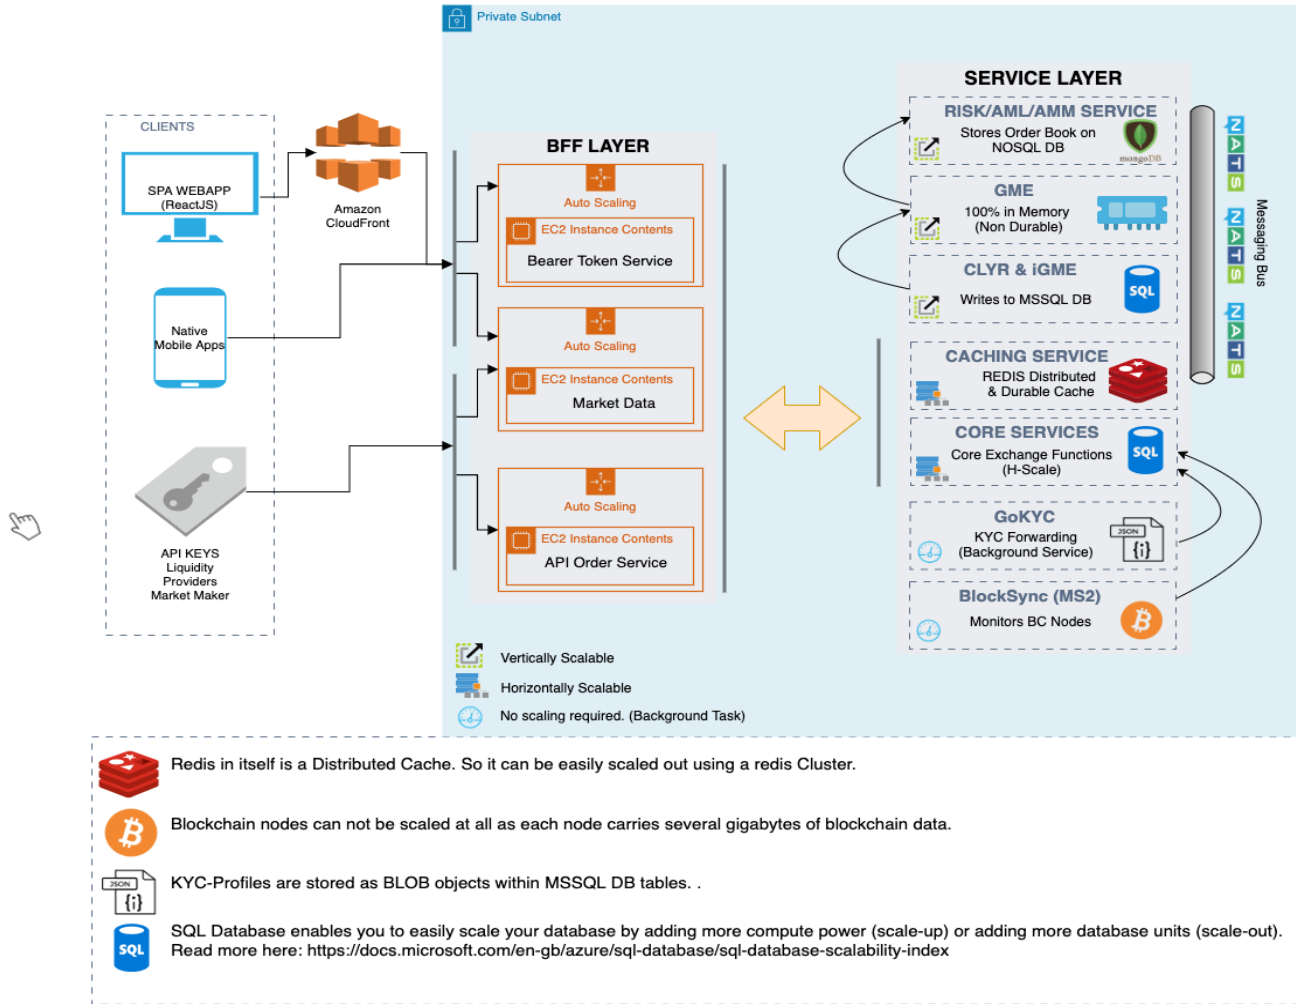 Private Subnet
CLIENTS
SPA WEBAPP
(ReactJS)
Amazon
CloudFront
Native
Mobile Apps
API KEYS
Liquidity
Providers
Market Maker
BFF LAYER
Auto Scaling
EC2 Instance Contents
Bearer Token Service
Auto Scaling
EC2 Instance Contents
Market Data
Auto Scaling
EC2 Instance Contents
API Order Service
SERVICE LAYER
RISK/AML/AMM SERVICE
Stores Order Book on
NOSQL DB
mongoDB
GME
100% in Memory
(Non Durable)
CLYR & iGME
Writes to MSSQL DB
SQL
CACHING SERVICE
REDIS Distributed
& Durable Cache
CORE SERVICES
Core Exchange Functions
(H-Scale)
SQL
GoKYC
KYC Forwarding
(Background Service)
JSON
{i}
BlockSync (MS2)
Monitors BC Nodes
NATS
NATS
NATS
Messaging Bus
Vertically Scalable
Horizontally Scalable
No scaling required. (Background Task)
Redis in itself is a Distributed Cache. So it can be easily scaled out using a redis Cluster.
Blockchain nodes can not be scaled at all as each node carries several gigabytes of blockchain data.
JSON
{i}
KYC-Profiles are stored as BLOB objects within MSSQL DB tables. .
SQL
SQL Database enables you to easily scale your database by adding more compute power (scale-up) or adding more database units (scale-out).
Read more here: https://docs.microsoft.com/en-gb/azure/sql-database/sql-database-scalability-index